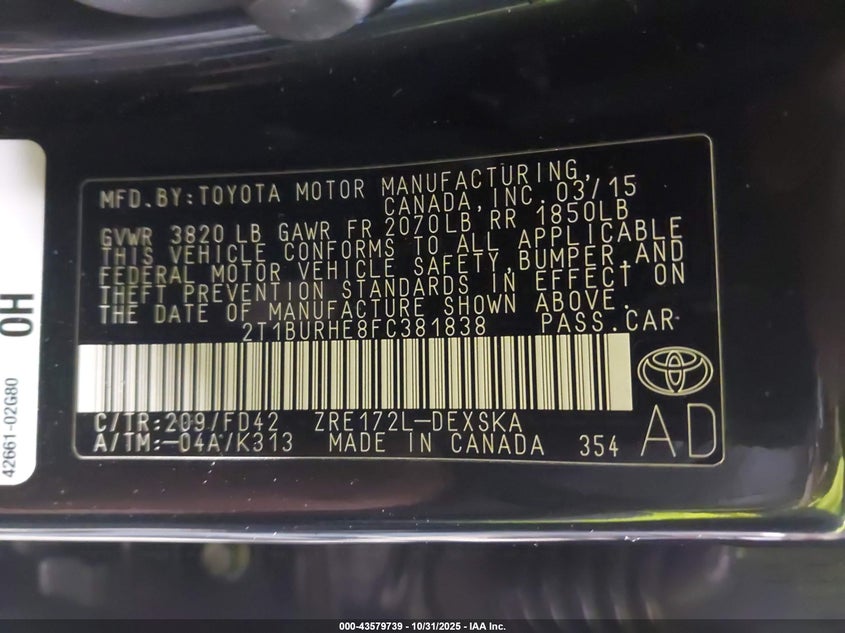 MFD.BY:TOYOTA MOTOR MANUFACTURING,
CANADA,INC. 03/15
GVWR 3820 LB GAWR FR 2070LB RR 1850LB
THIS VEHICLE CONFORMS TO ALL APPLICABLE
FEDERAL MOTOR VEHICLE SAFETY,BUMPER,AND
THEFT PREVENTION STANDARDS IN EFFECT ON
THE DATE OF MANUFACTURE SHOWN ABOVE.
2T1BURHE8FC381838 PASS.CAR
C/TR:209/FD42 ZRE172L-DEXSKA
A/TM:-04A/K313 MADE IN CANADA 354
AD
OH
42661-02G80
000-43579739 - 10/31/2025 - IAA Inc.